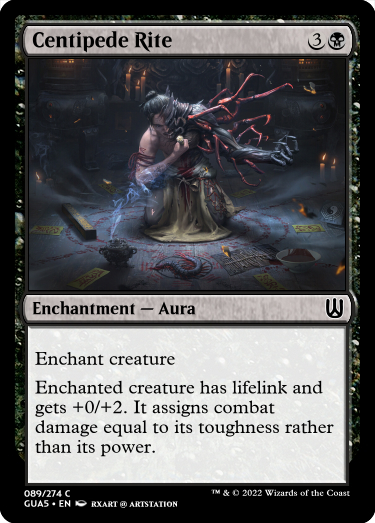 Centipede Rite 3
Enchantment — Aura
Enchant creature
Enchanted creature has lifelink and
gets +0/+2. It assigns combat
damage equal to its toughness rather
than its power.
089/274 C
GUA5 • EN RXART @ ARTSTATION
™ & © 2022 Wizards of the Coast